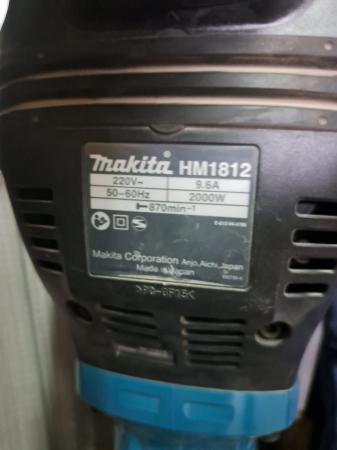 makita HM1812
220V~ 9.6A
50-60Hz 2000W
870min⁻¹
Makita Corporation Anjo, Aichi, Japan
Made in Japan